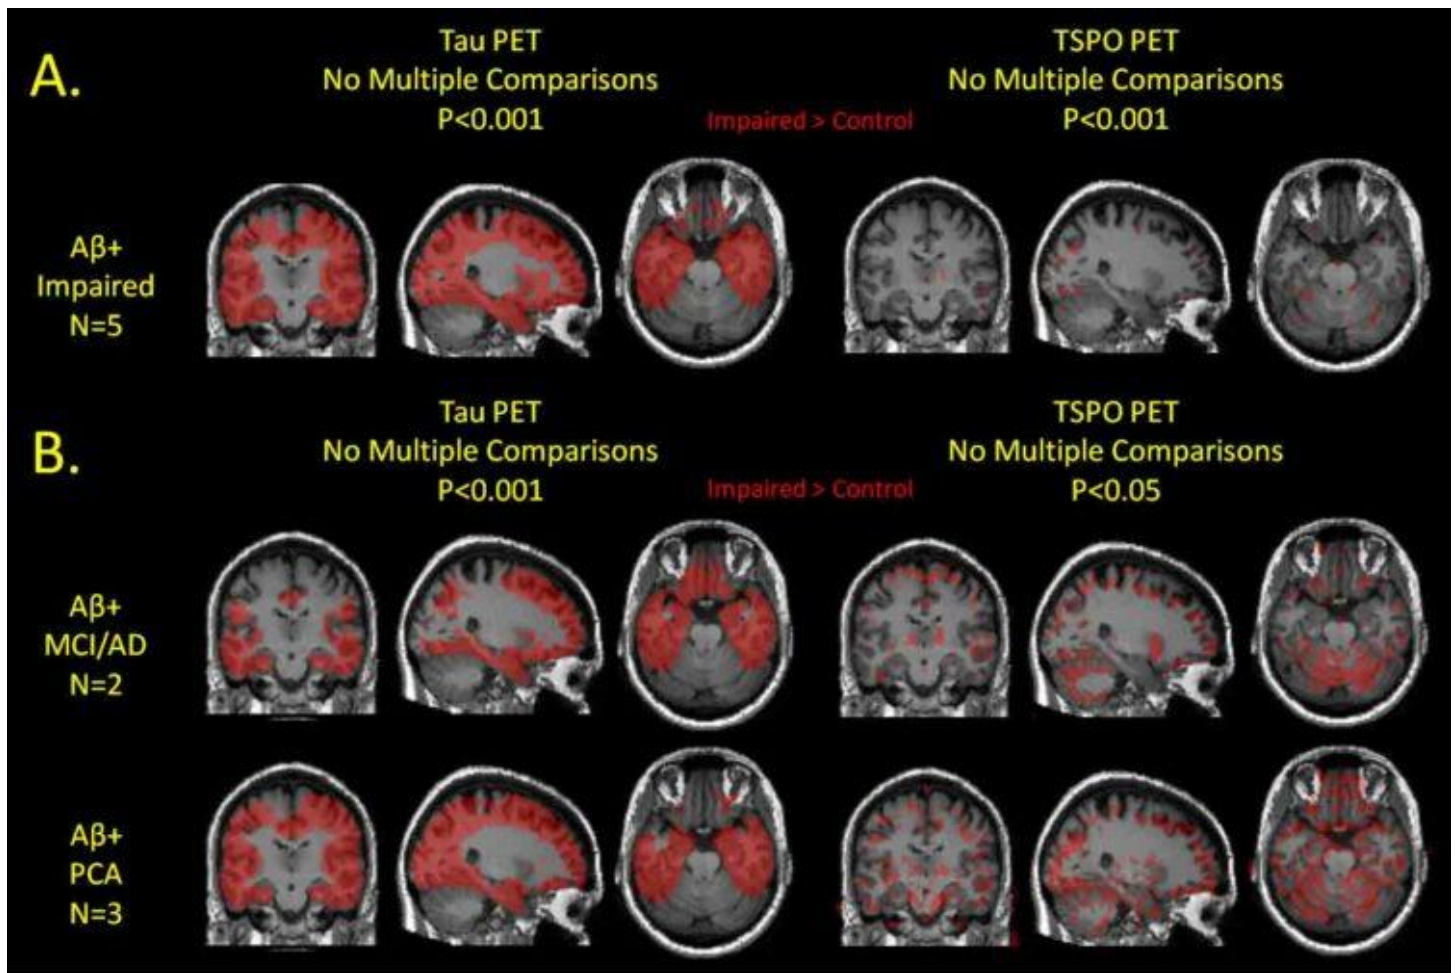 A.
Tau PET
No Multiple Comparisons
P<0.001
Impaired > Control
TSPO PET
No Multiple Comparisons
P<0.001
Aβ+
Impaired
N=5
B.
Tau PET
No Multiple Comparisons
P<0.001
Impaired > Control
TSPO PET
No Multiple Comparisons
P<0.05
Aβ+
MCI/AD
N=2
Aβ+
PCA
N=3